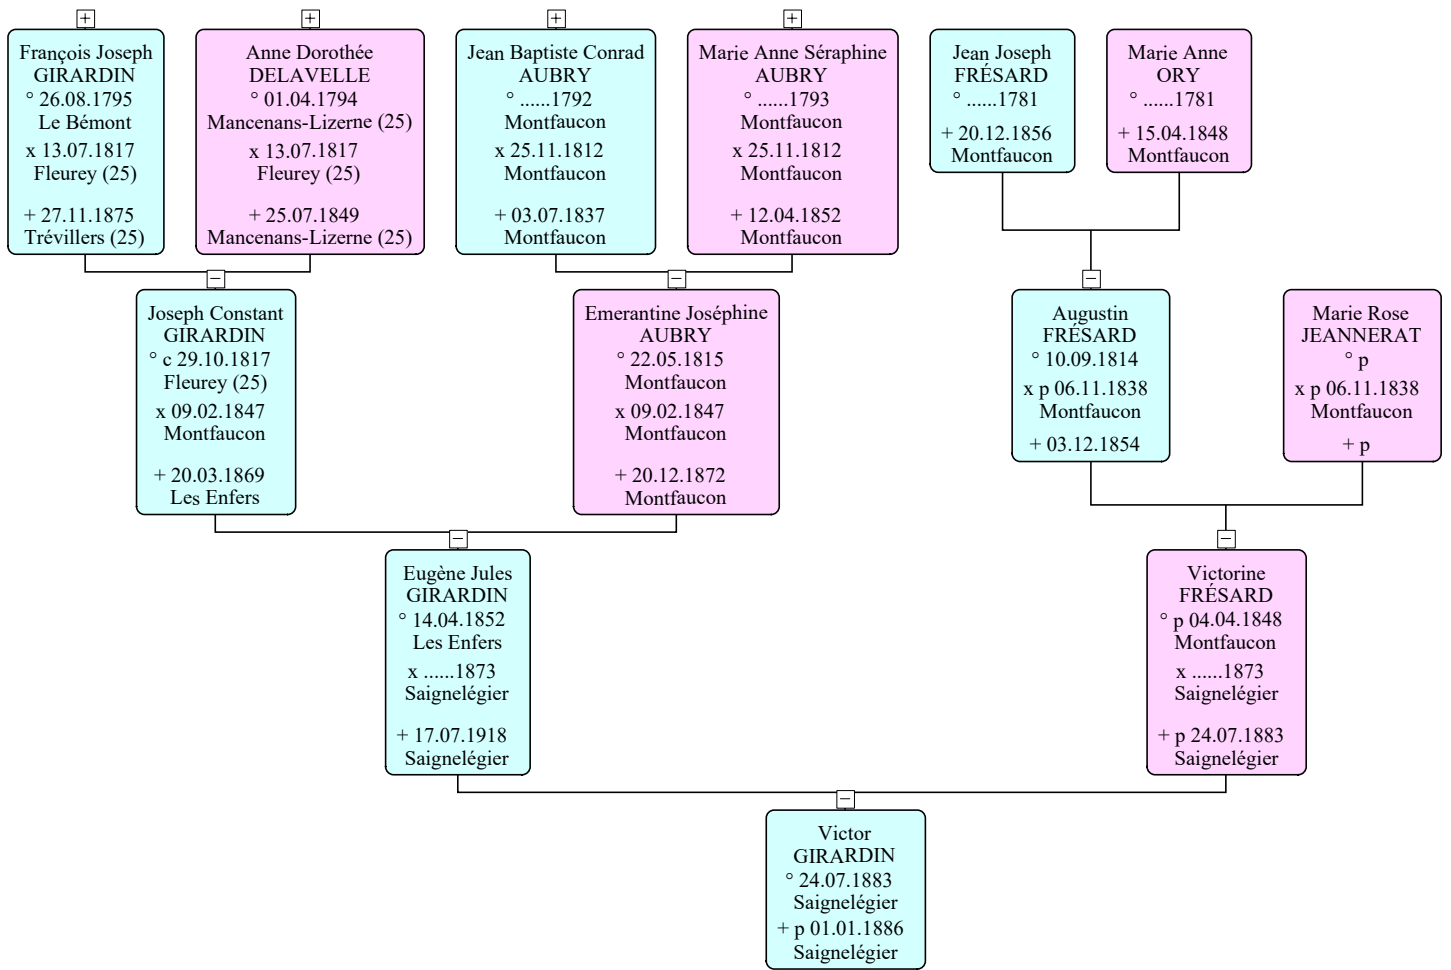 François Joseph
GIRARDIN
° 26.08.1795
Le Bémont
x 13.07.1817
Fleurey (25)
+ 27.11.1875
Trévillers (25)
Anne Dorothée
DELAVELLE
° 01.04.1794
Mancenans-Lizerne (25)
x 13.07.1817
Fleurey (25)
+ 25.07.1849
Mancenans-Lizerne (25)
Jean Baptiste Conrad
AUBRY
° ......1792
Montfaucon
x 25.11.1812
Montfaucon
+ 03.07.1837
Montfaucon
Marie Anne Séraphine
AUBRY
° ......1793
Montfaucon
x 25.11.1812
Montfaucon
+ 12.04.1852
Montfaucon
Jean Joseph
FRÉSARD
° ......1781
+ 20.12.1856
Montfaucon
Marie Anne
ORY
° ......1781
+ 15.04.1848
Montfaucon
Joseph Constant
GIRARDIN
° c 29.10.1817
Fleurey (25)
x 09.02.1847
Montfaucon
+ 20.03.1869
Les Enfers
Emerantine Joséphine
AUBRY
° 22.05.1815
Montfaucon
x 09.02.1847
Montfaucon
+ 20.12.1872
Montfaucon
Augustin
FRÉSARD
° 10.09.1814
x p 06.11.1838
Montfaucon
+ 03.12.1854
Marie Rose
JEANNERAT
° p
x p 06.11.1838
Montfaucon
+ p
Eugène Jules
GIRARDIN
° 14.04.1852
Les Enfers
x ......1873
Saignelégier
+ 17.07.1918
Saignelégier
Victorine
FRÉSARD
° p 04.04.1848
Montfaucon
x ......1873
Saignelégier
+ p 24.07.1883
Saignelégier
Victor
GIRARDIN
° 24.07.1883
Saignelégier
+ p 01.01.1886
Saignelégier